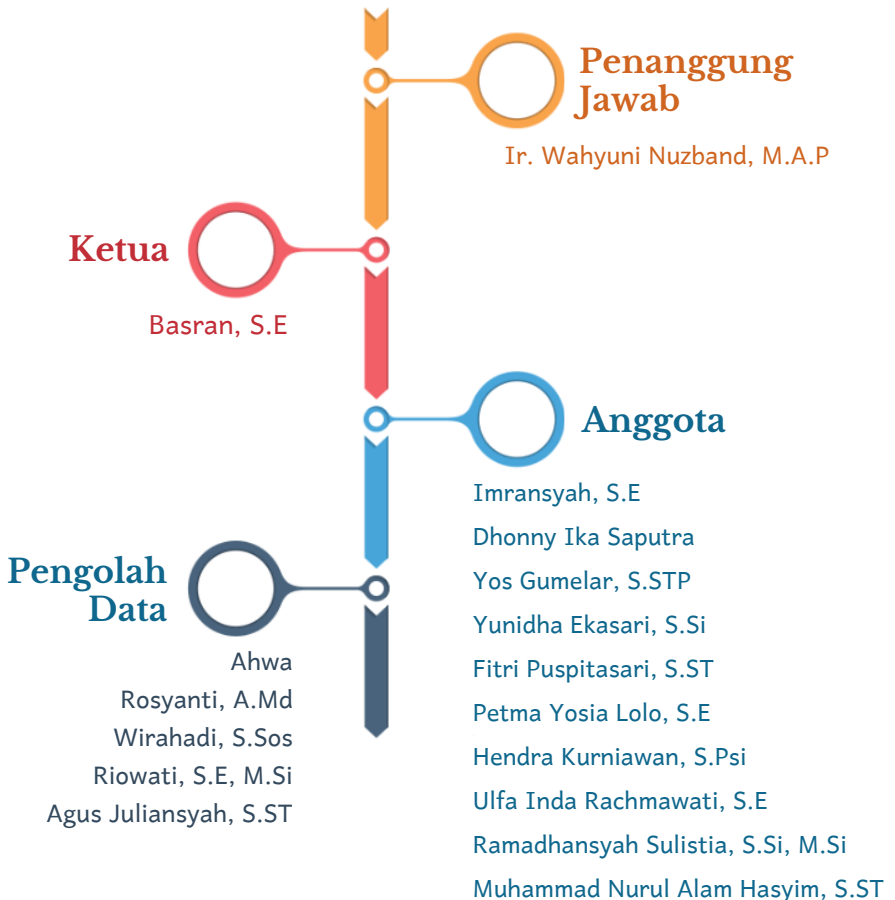 Penanggung
Jawab
Ir. Wahyuni Nuzband, M.A.P
Ketua
Basran, S.E
Anggota
Imransyah, S.E
Dhonny Ika Saputra
Yos Gumelar, S.STP
Yunidha Ekasari, S.Si
Fitri Puspitasari, S.ST
Petma Yosia Lolo, S.E
Hendra Kurniawan, S.Psi
Ulfa Inda Rachmawati, S.E
Ramadhansyah Sulistia, S.Si, M.Si
Muhammad Nurul Alam Hasyim, S.ST
Pengolah
Data
Ahwa
Rosyanti, A.Md
Wirahadi, S.Sos
Riowati, S.E, M.Si
Agus Juliansyah, S.ST